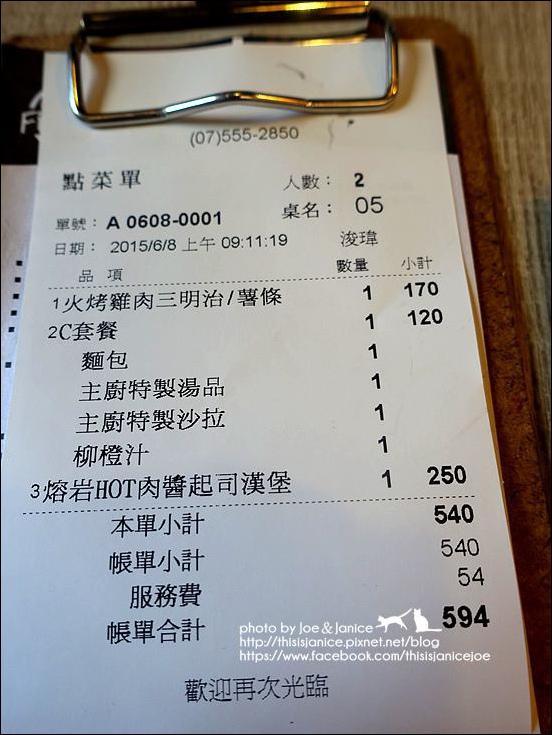 (07)555-2850
點菜單 人數： 2
單號： A 0608-0001 桌名： 05
日期： 2015/6/8 上午 09:11:19 浚瑋
品 項 數量 小計
1火烤雞肉三明治/薯條 1 170
2C套餐 1 120
麵包 1
主廚特製湯品 1
主廚特製沙拉 1
柳橙汁 1
3熔岩HOT肉醬起司漢堡 1 250
本單小計 540
帳單小計 540
服務費 54
帳單合計 594
photo by Joe＆Janice
http://thisisjanice.pixnet.net/blog
https://www.facebook.com/thisisjanicejoe
歡迎再次光臨